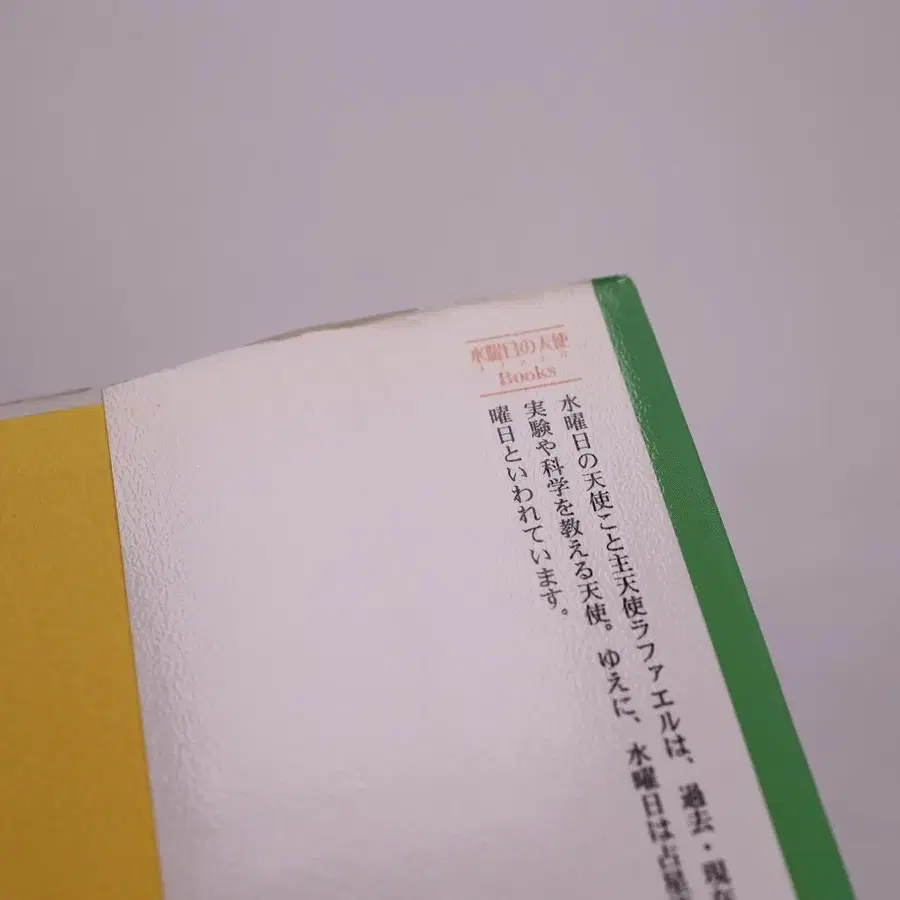 水曜日の天使
Books
水曜日の天使こと主天使ラファエルは、過去・現在
実験や科学を教える天使。ゆえに、水曜日は占星
曜日といわれています。